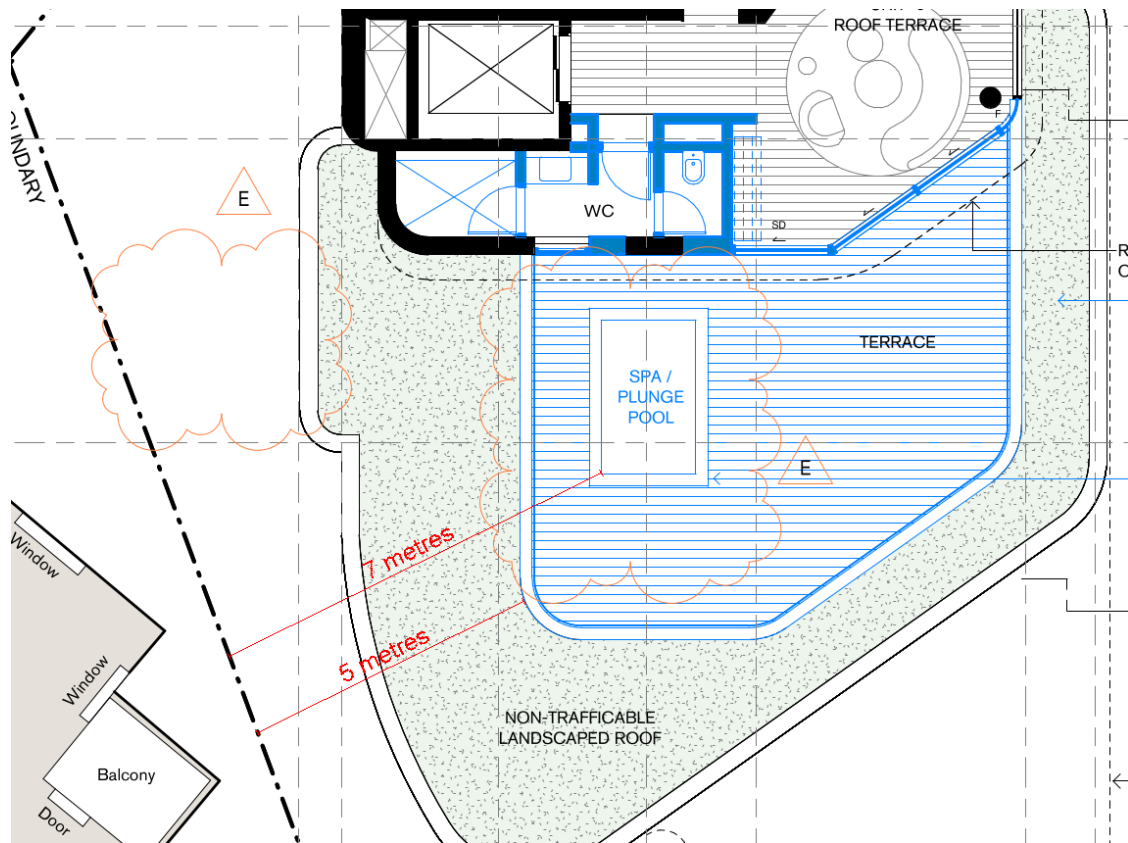 ROOF TERRACE
F
OUNDARY
E
WC
SD
R
C
TERRACE
SPA /
PLUNGE
POOL
E
7 metres
Window
5 metres
Window
NON-TRAFFICABLE
LANDSCAPED ROOF
Balcony
Door